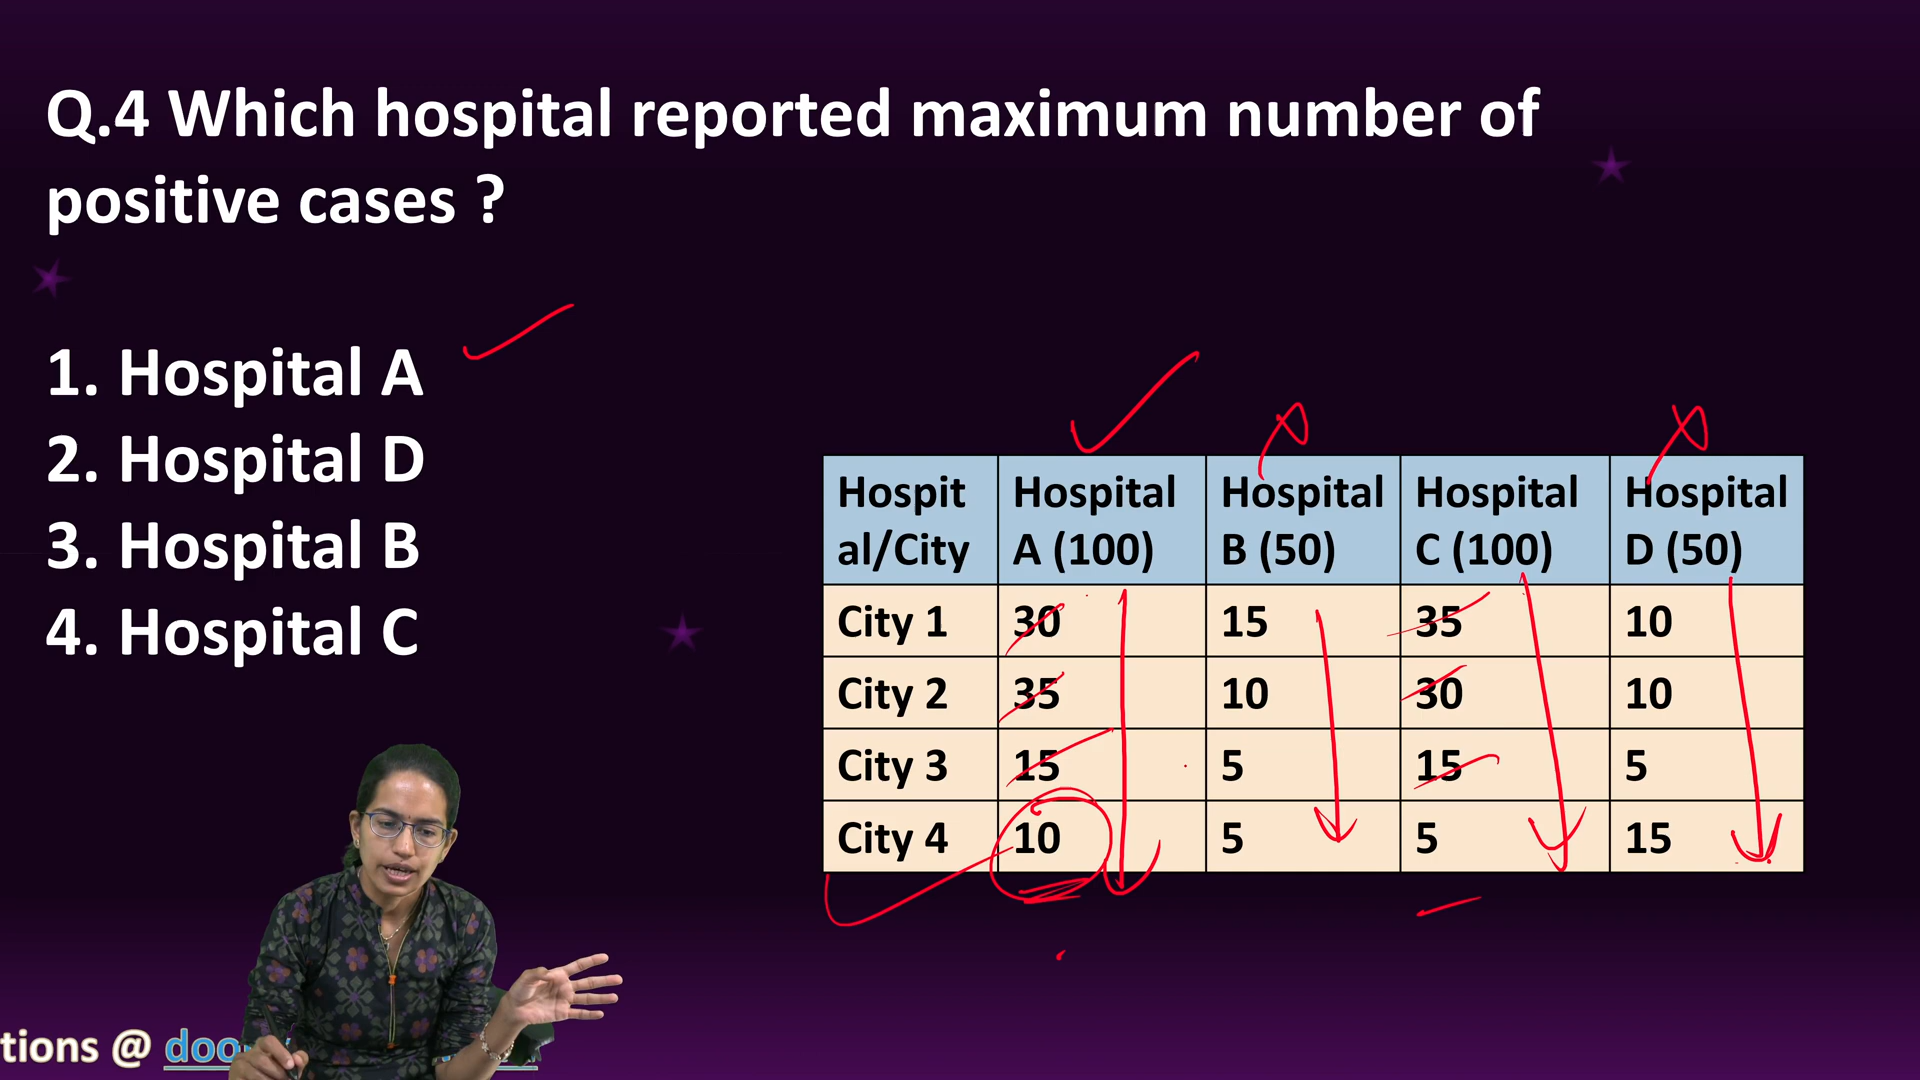 Q.4 Which hospital reported maximum number of
positive cases ?
1. Hospital A
2. Hospital D
3. Hospital B
4. Hospital C
Hospit
al/City
Hospital
A (100)
Hospital
B (50)
Hospital
C (100)
Hospital
D (50)
City 1 30 15 35 10
City 2 35 10 30 10
City 3 15 5 15 5
City 4 10 5 5 15
tions @